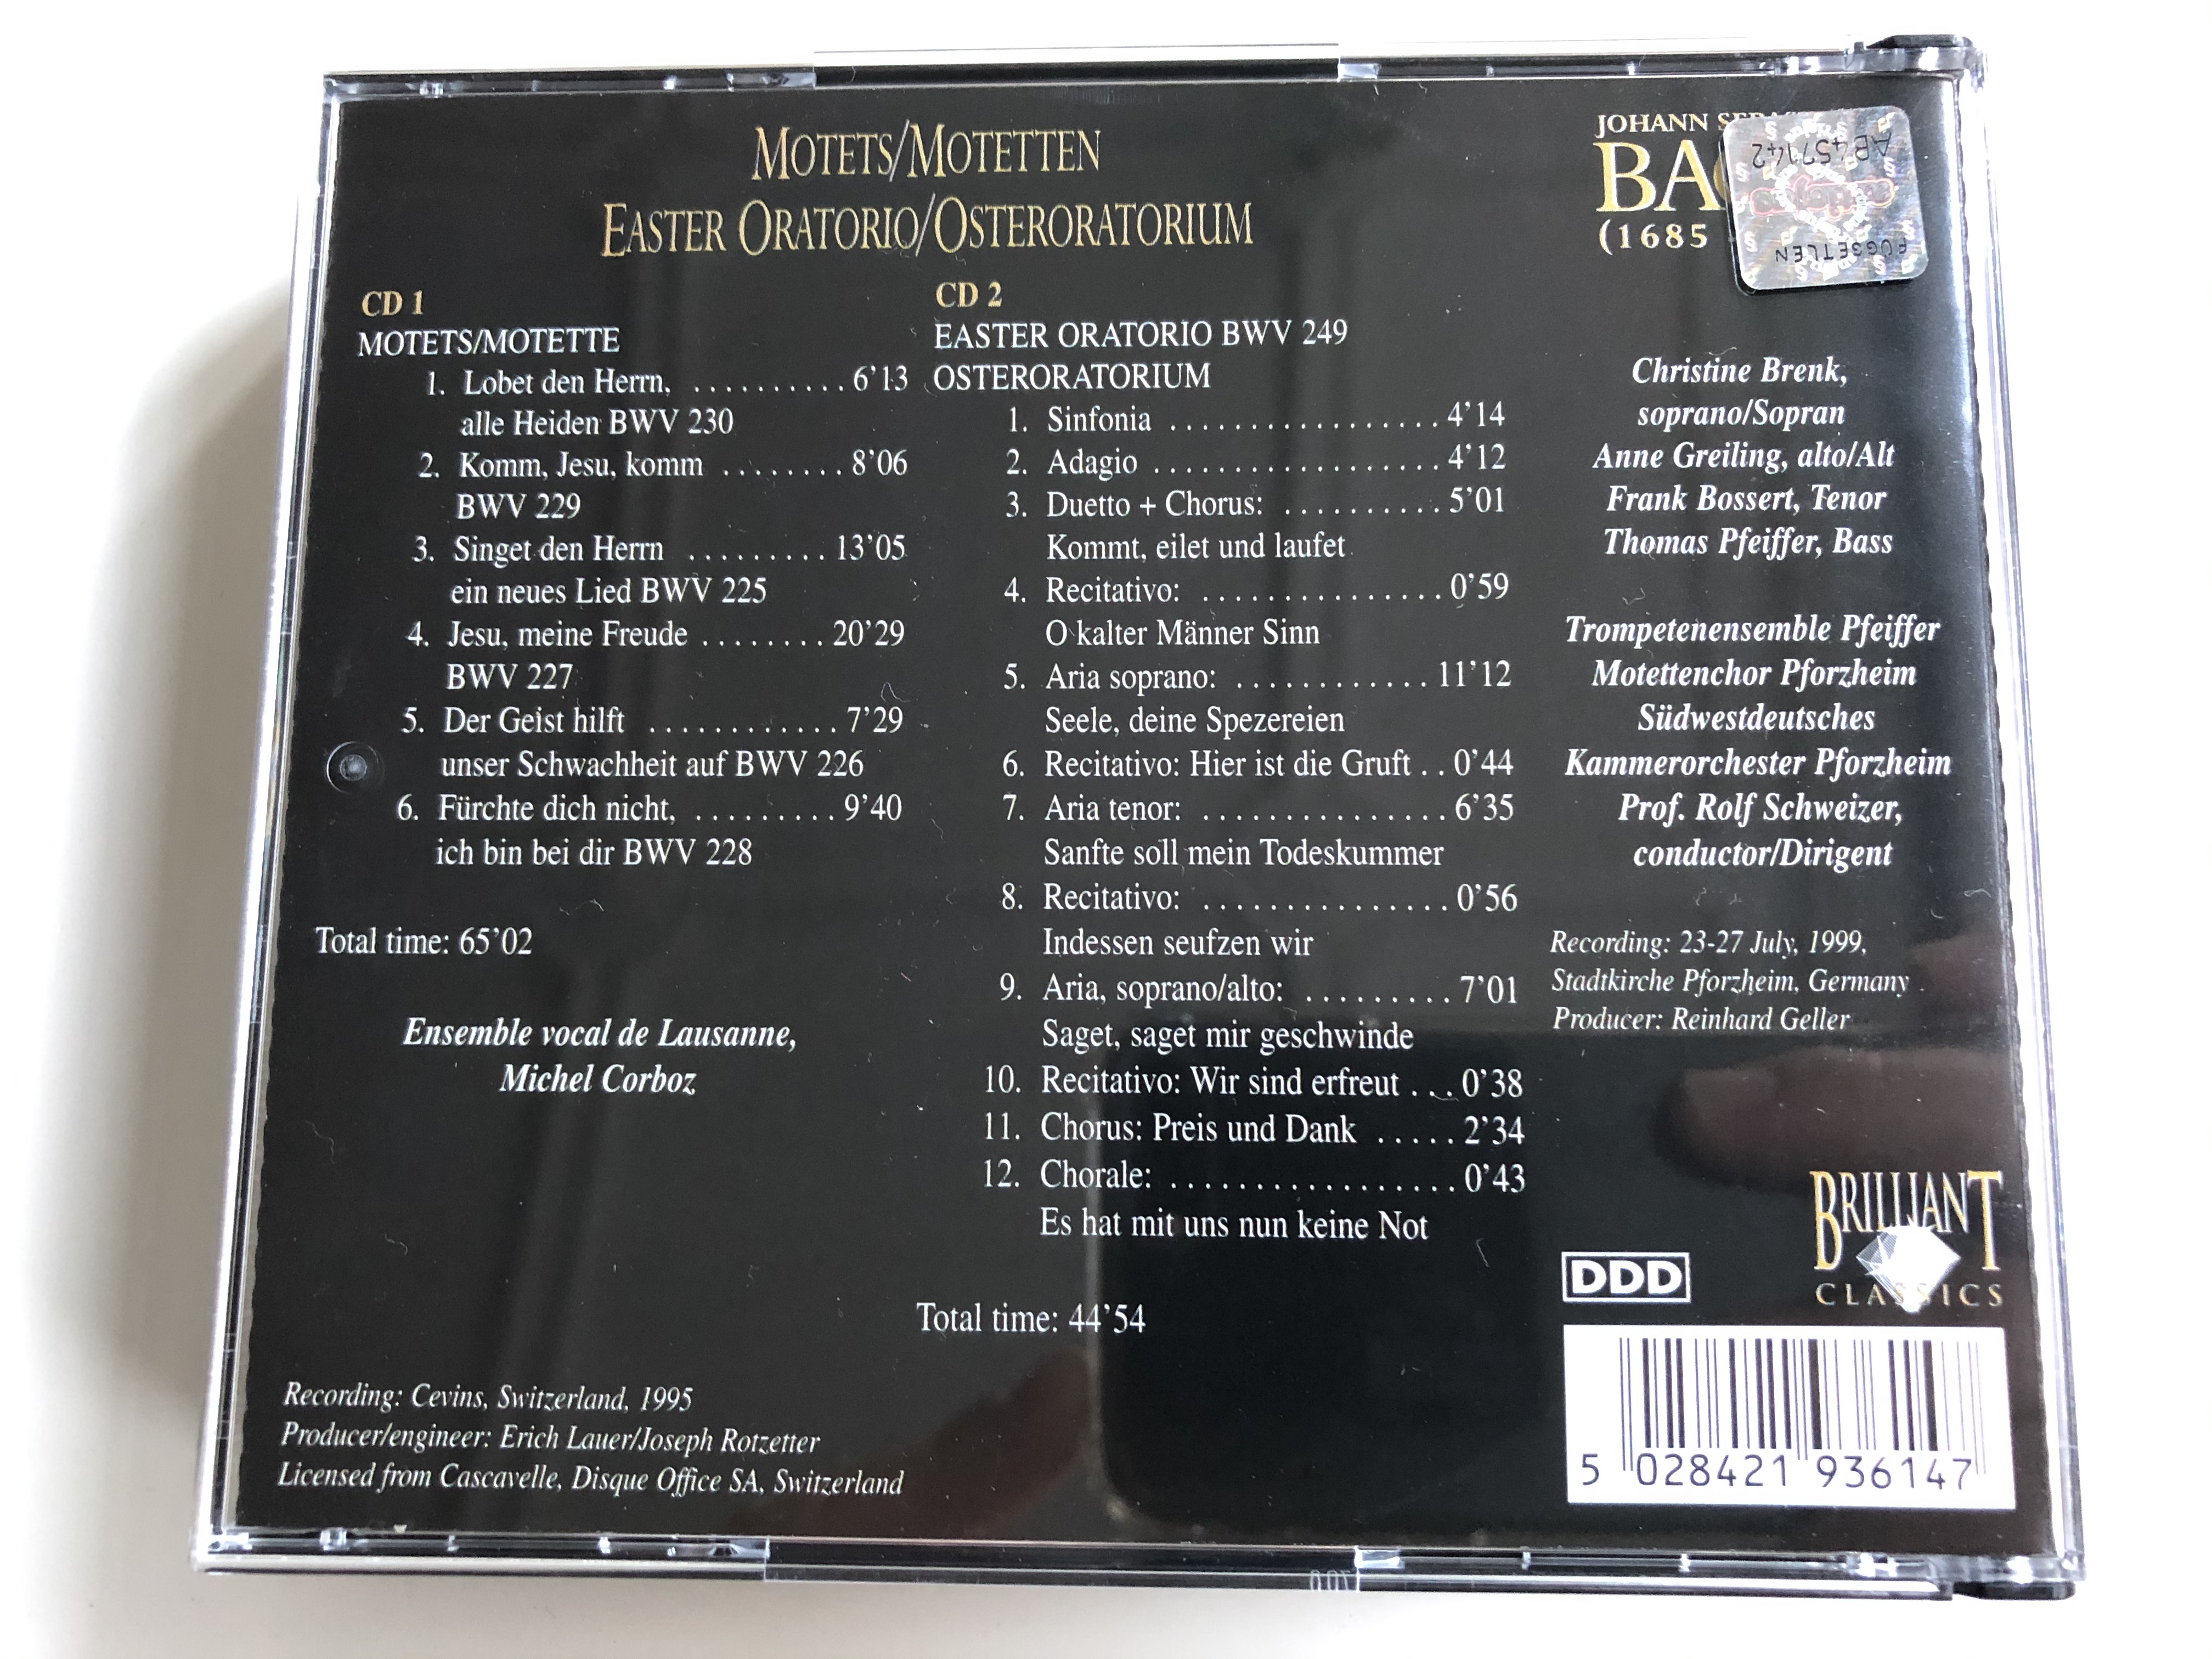 MOTETS/MOTETTEN
EASTER ORATORIO/OSTERORATORIUM
CD 1
MOTETS/MOTETTE
1. Lobet den Herrn, .......... 6'13
alle Heiden BWV 230
2. Komm, Jesu, komm ........ 8'06
BWV 229
3. Singet den Herrn ......... 13'05
ein neues Lied BWV 225
4. Jesu, meine Freude ........ 20'29
BWV 227
5. Der Geist hilft ............ 7'29
unser Schwachheit auf BWV 226
6. Fürchte dich nicht, ......... 9'40
ich bin bei dir BWV 228
Total time: 65'02
Ensemble vocal de Lausanne,
Michel Corboz
Recording: Cevins, Switzerland, 1995
Producer/engineer: Erich Lauer/Joseph Rotzetter
Licensed from Cascavelle, Disque Office SA, Switzerland
CD 2
EASTER ORATORIO BWV 249
OSTERORATORIUM
1. Sinfonia ................. 4'14
2. Adagio .................. 4'12
3. Duetto + Chorus: .......... 5'01
Kommt, eilet und laufet
4. Recitativo: ............... 0'59
O kalter Männer Sinn
5. Aria soprano: ............ 11'12
Seele, deine Spezereien
6. Recitativo: Hier ist die Gruft .. 0'44
7. Aria tenor: ............... 6'35
Sanfte soll mein Todeskummer
8. Recitativo: ............... 0'56
Indessen seufzen wir
9. Aria, soprano/alto: ......... 7'01
Saget, saget mir geschwinde
10. Recitativo: Wir sind erfreut ... 0'38
11. Chorus: Preis und Dank ..... 2'34
12. Chorale: .................. 0'43
Es hat mit uns nun keine Not
Total time: 44'54
JOHANN
BA
(1685
AB 457142
FÜGGETLEN
Christine Brenk,
soprano/Sopran
Anne Greiling, alto/Alt
Frank Bossert, Tenor
Thomas Pfeiffer, Bass
Trompetenensemble Pfeiffer
Motettenchor Pforzheim
Südwestdeutsches
Kammerorchester Pforzheim
Prof. Rolf Schweizer,
conductor/Dirigent
Recording: 23-27 July, 1999,
Stadtkirche Pforzheim, Germany
Producer: Reinhard Geller
DDD
BRILLIANT
CLASSICS
5 028421 936147